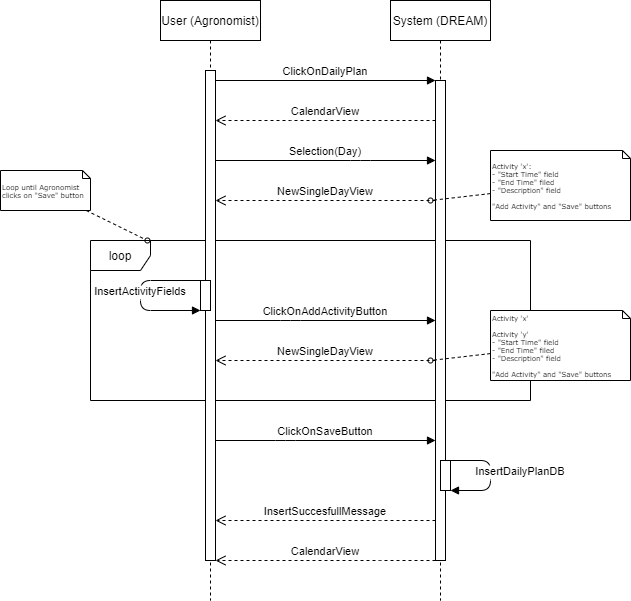 User (Agronomist)
System (DREAM)
ClickOnDailyPlan
CalendarView
Selection(Day)
Activity 'x':
- "Start Time" field
- "End Time" filed
- "Description" field
"Add Activity" and "Save" buttons
Loop until Agronomist
clicks on "Save" button
NewSingleDayView
loop
InsertActivityFields
ClickOnAddActivityButton
Activity 'x'
Activity 'y'
- "Start Time" field
- "End Time" filed
- "Description" field
"Add Activity" and "Save" buttons
NewSingleDayView
ClickOnSaveButton
InsertDailyPlanDB
InsertSuccesfullMessage
CalendarView